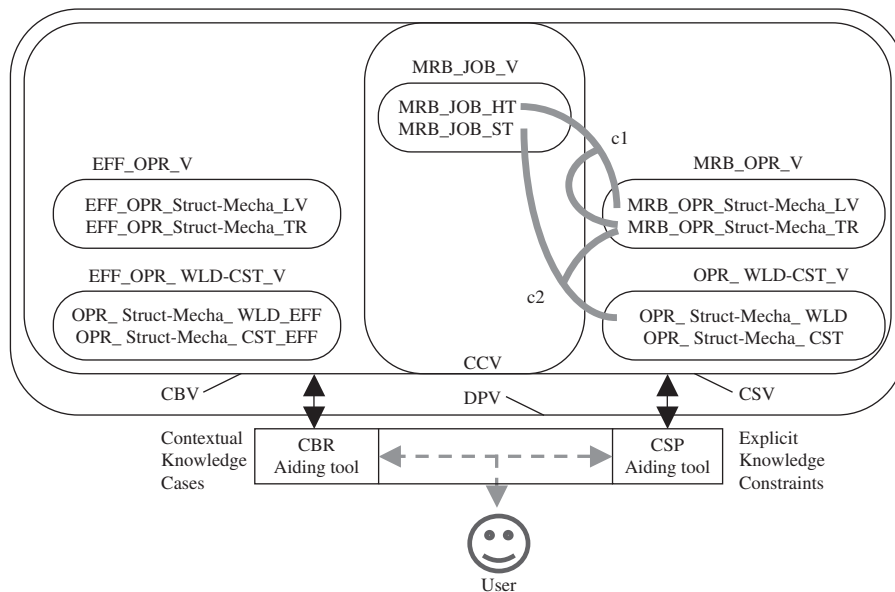 MRB_JOB_V
MRB_JOB_HT
MRB_JOB_ST
c1
EFF_OPR_V
MRB_OPR_V
EFF_OPR_Struct-Mecha_LV
EFF_OPR_Struct-Mecha_TR
MRB_OPR_Struct-Mecha_LV
MRB_OPR_Struct-Mecha_TR
EFF_OPR_ WLD-CST_V
OPR_ WLD-CST_V
c2
OPR_ Struct-Mecha_ WLD_EFF
OPR_ Struct-Mecha_ CST_EFF
OPR_ Struct-Mecha_ WLD
OPR_ Struct-Mecha_ CST
CCV
CBV
DPV
CSV
Contextual
Knowledge
Cases
CBR
Aiding tool
CSP
Aiding tool
Explicit
Knowledge
Constraints
User